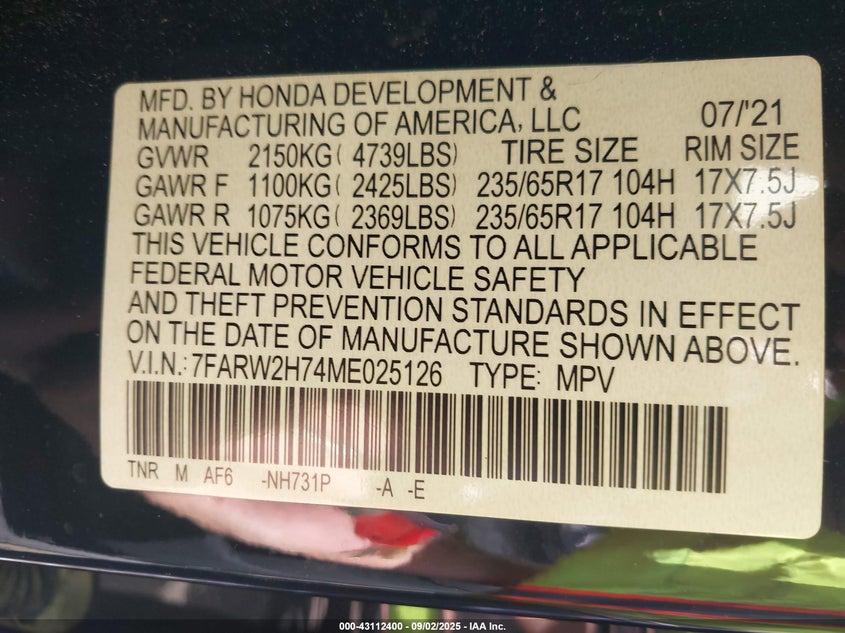 MFD. BY HONDA DEVELOPMENT &
MANUFACTURING OF AMERICA, LLC 07/'21
GVWR 2150KG( 4739LBS) TIRE SIZE RIM SIZE
GAWR F 1100KG( 2425LBS) 235/65R17 104H 17X7.5J
GAWR R 1075KG( 2369LBS) 235/65R17 104H 17X7.5J
THIS VEHICLE CONFORMS TO ALL APPLICABLE
FEDERAL MOTOR VEHICLE SAFETY
AND THEFT PREVENTION STANDARDS IN EFFECT
ON THE DATE OF MANUFACTURE SHOWN ABOVE.
V.I.N.: 7FARW2H74ME025126 TYPE: MPV
TNR M AF6 -NH731P -A -E
000-43112400 - 09/02/2025 - IAA Inc.